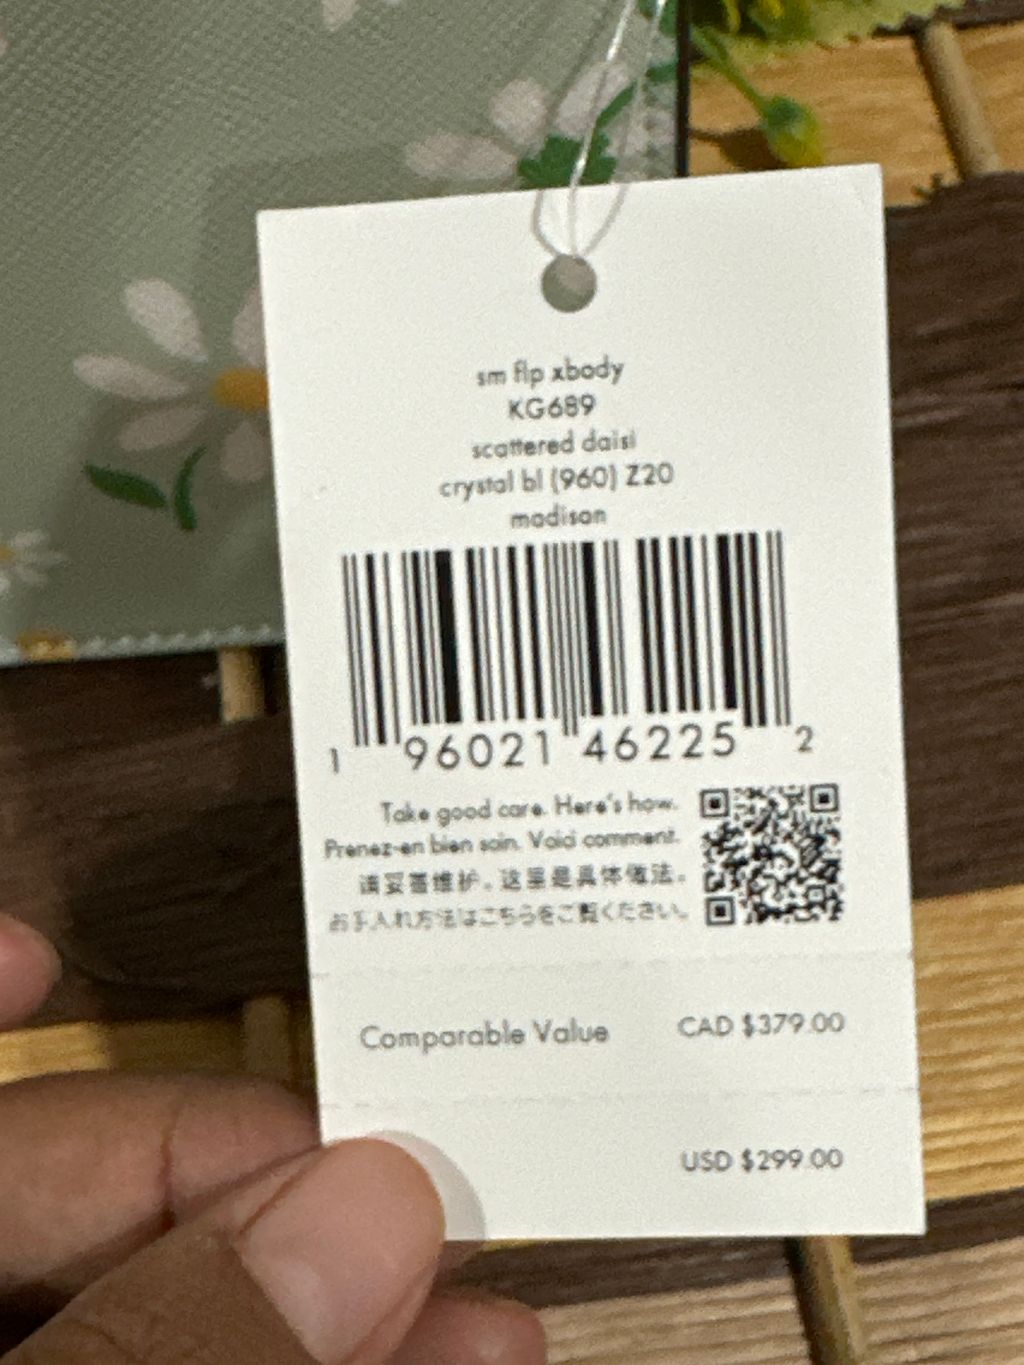 sm flp xbody
KG689
scattered daisi
crystal bl (960) Z20
madison
1 96021 46225 2
Take good care. Here's how.
Prenez-en bien soin. Voici comment.
请妥善维护。这里是具体做法。
お手入れ方法はこちらをご覧ください。
Comparable Value CAD $379.00
USD $299.00